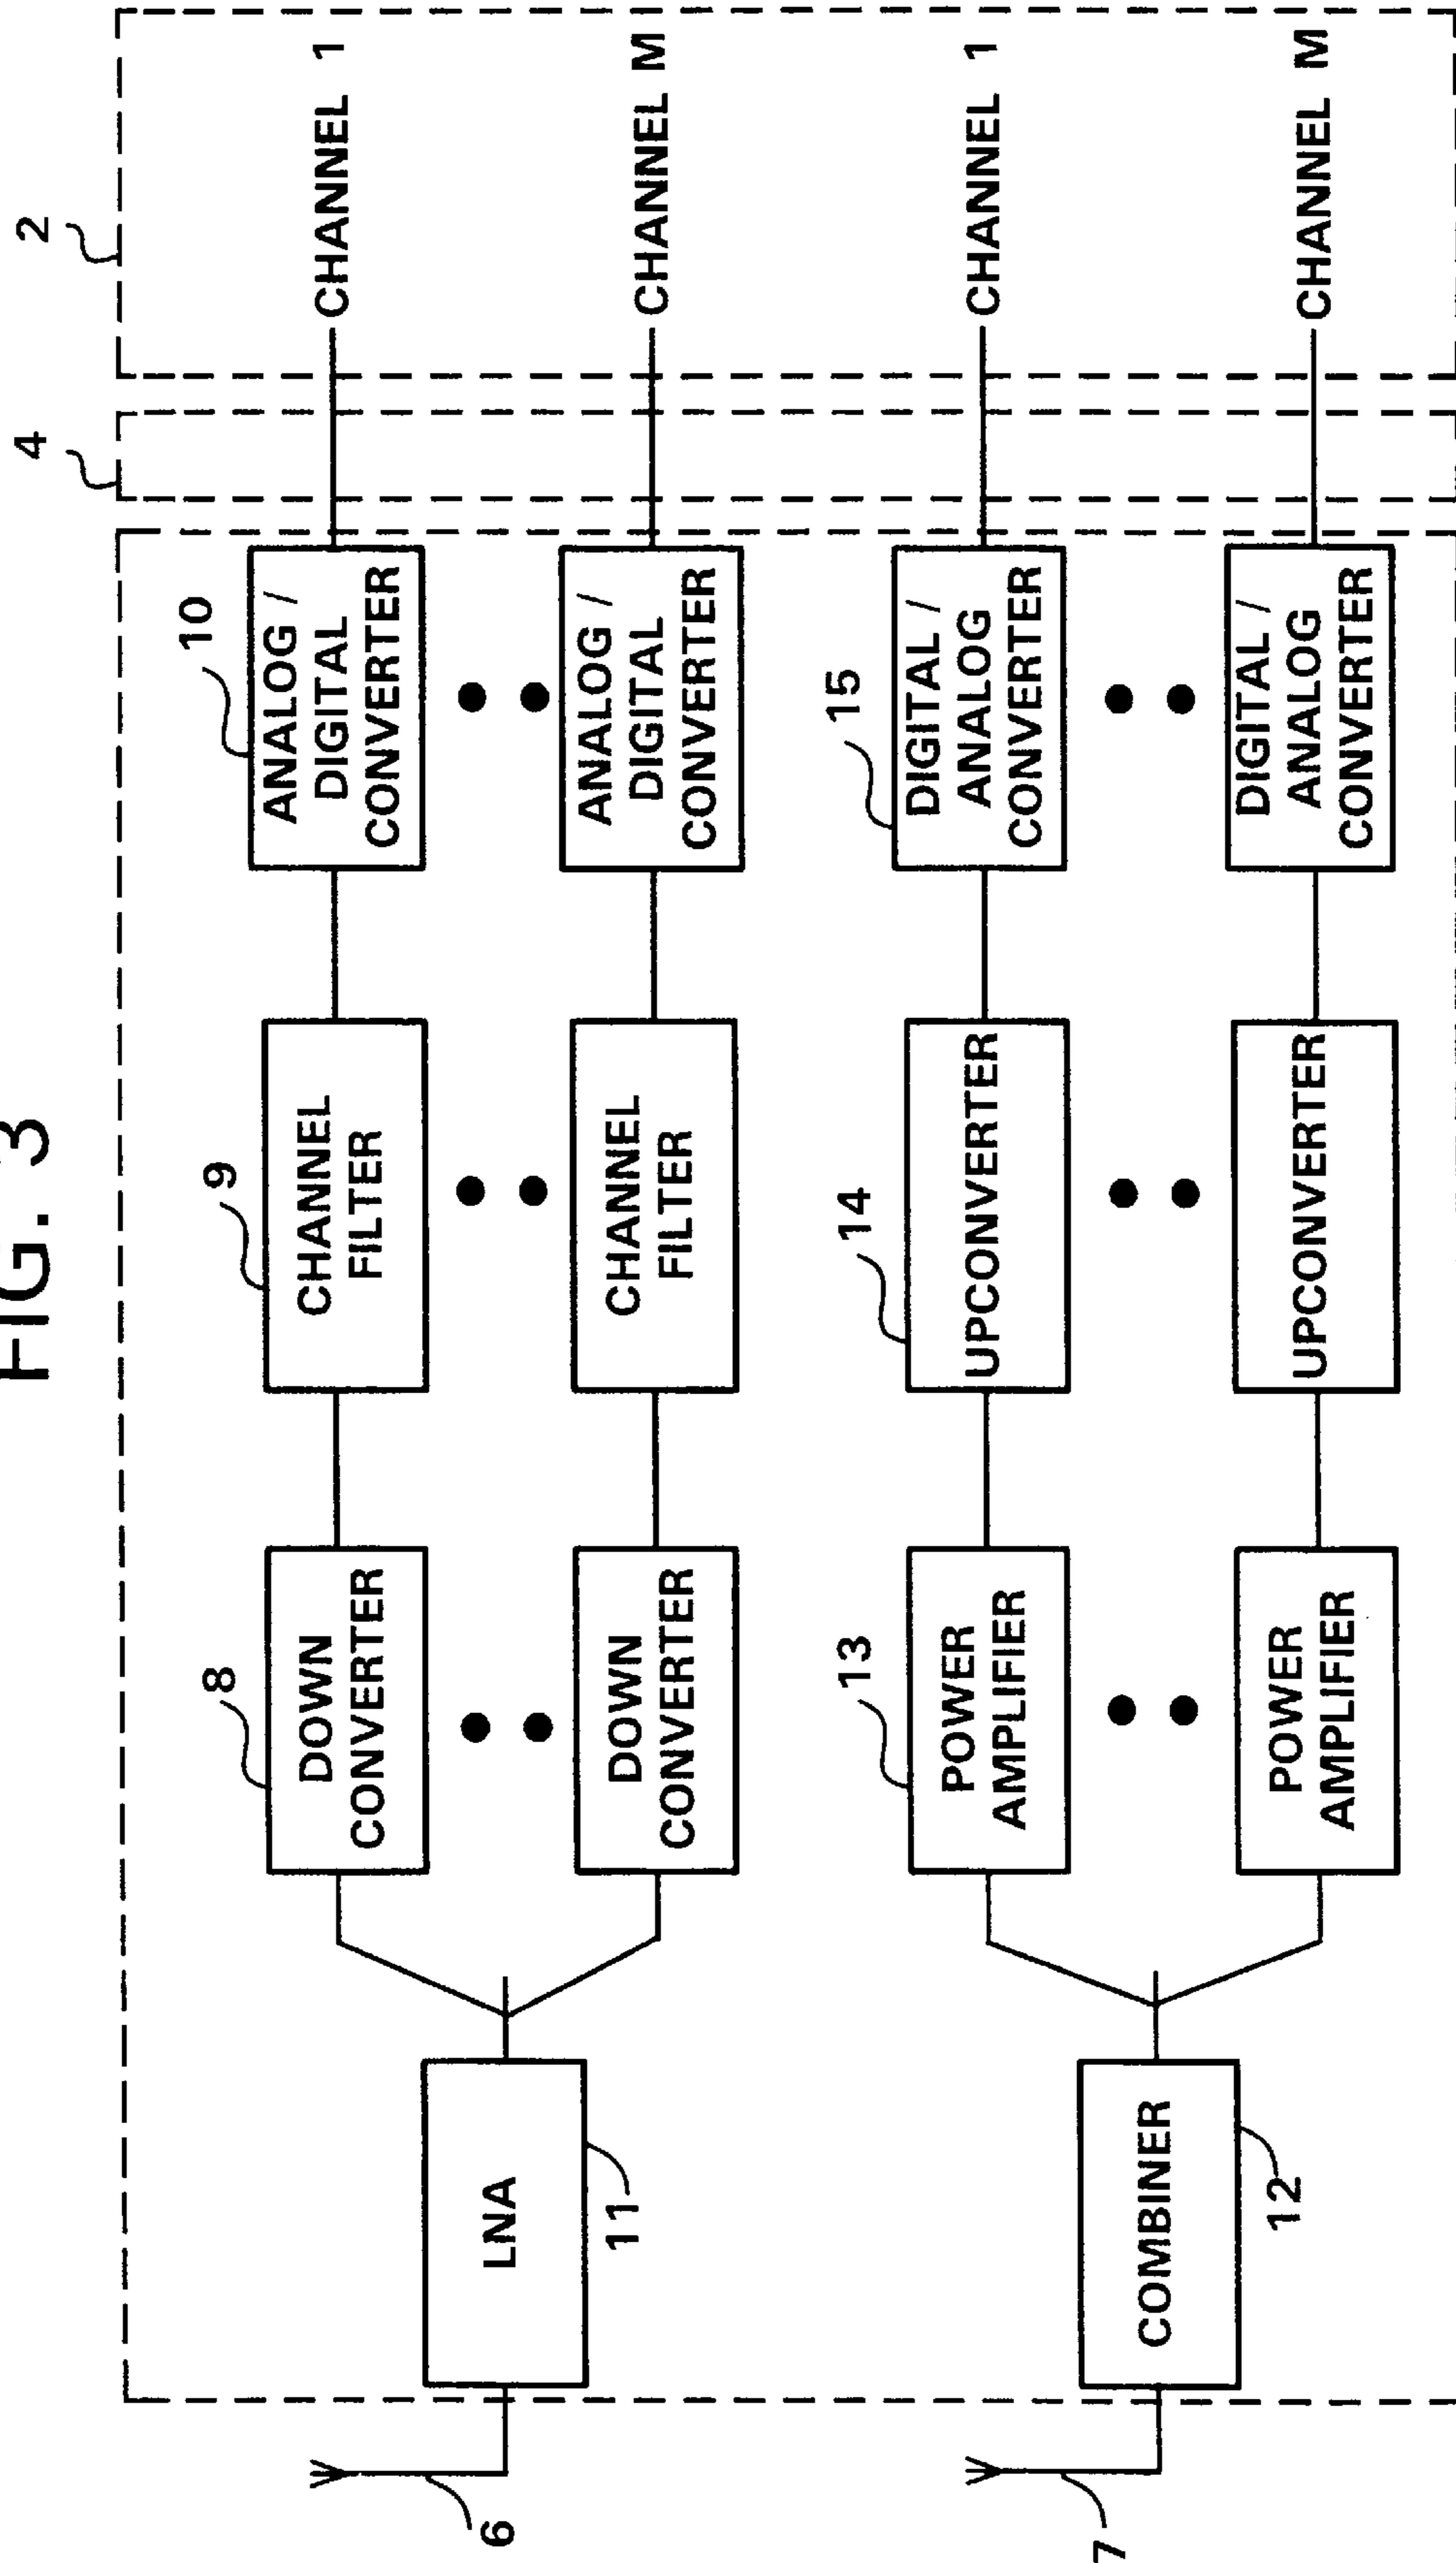 FIG. 3
2
4
10
ANALOG /
DIGITAL
CONVERTER
CHANNEL 1
9
CHANNEL
FILTER
8
DOWN
CONVERTER
ANALOG /
DIGITAL
CONVERTER
CHANNEL M
CHANNEL
FILTER
DOWN
CONVERTER
LNA
11
6
15
DIGITAL /
ANALOG
CONVERTER
CHANNEL 1
14
UPCONVERTER
13
POWER
AMPLIFIER
DIGITAL /
ANALOG
CONVERTER
CHANNEL M
UPCONVERTER
POWER
AMPLIFIER
COMBINER
12
7